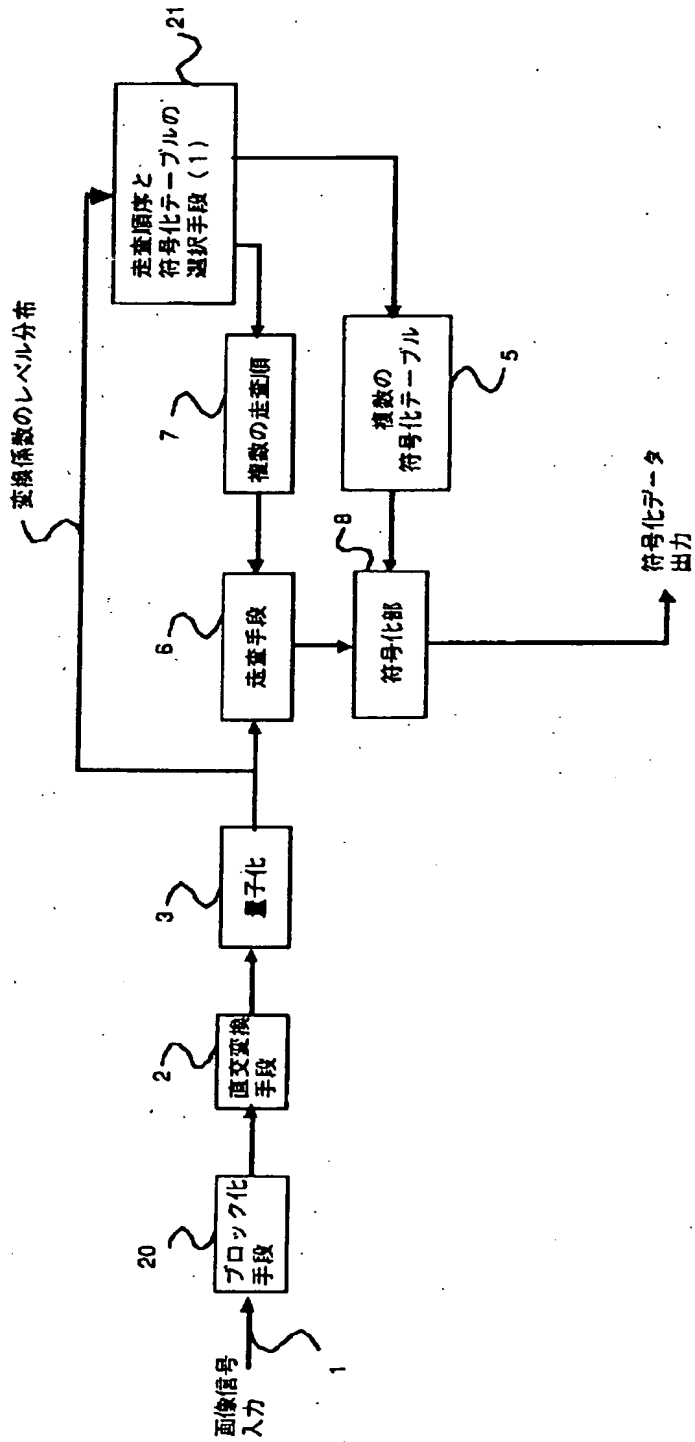 画像信号
入力
1
20
ブロック化
手段
2
直交変換
手段
3
量子化
変換係数のレベル分布
6
走査手段
7
複数の走査順
21
走査順序と
符号化テーブルの
選択手段 (1)
8
符号化部
複数の
符号化テーブル
5
符号化データ
出力